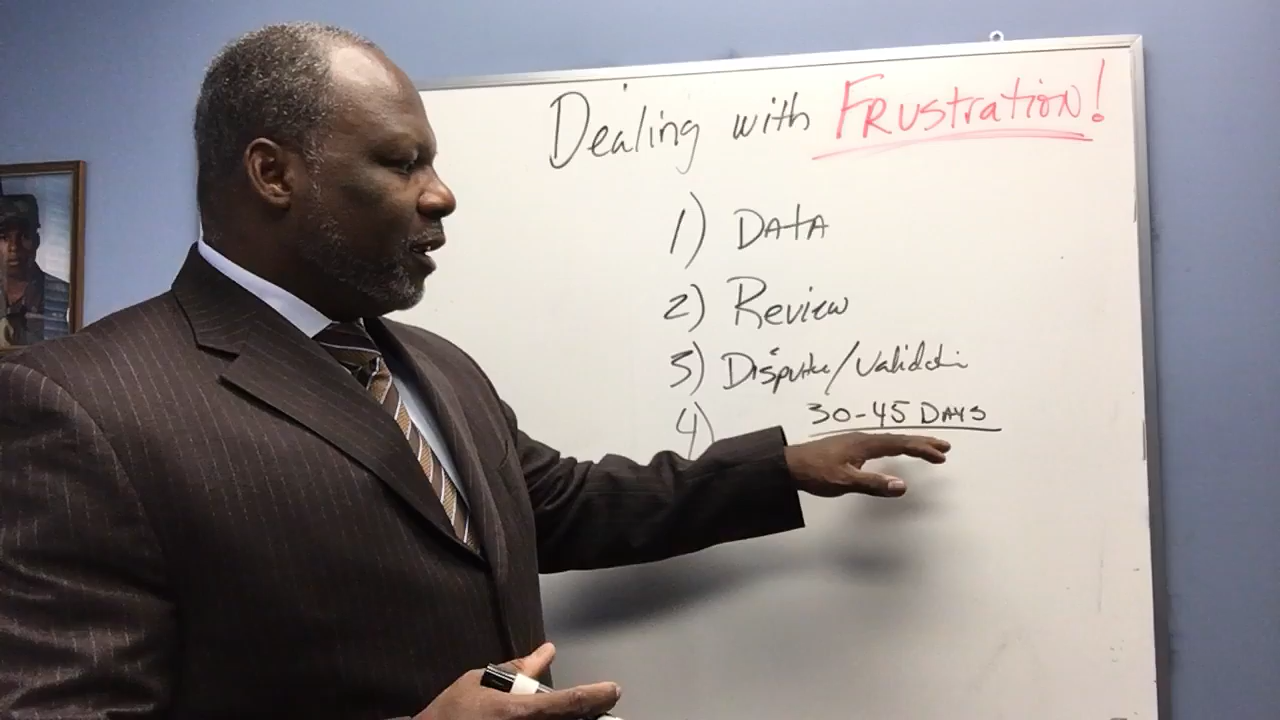 Dealing with FRustration!
1) DATA
2) Review
3) Dispute/Validati
4)
30-45 DAYS